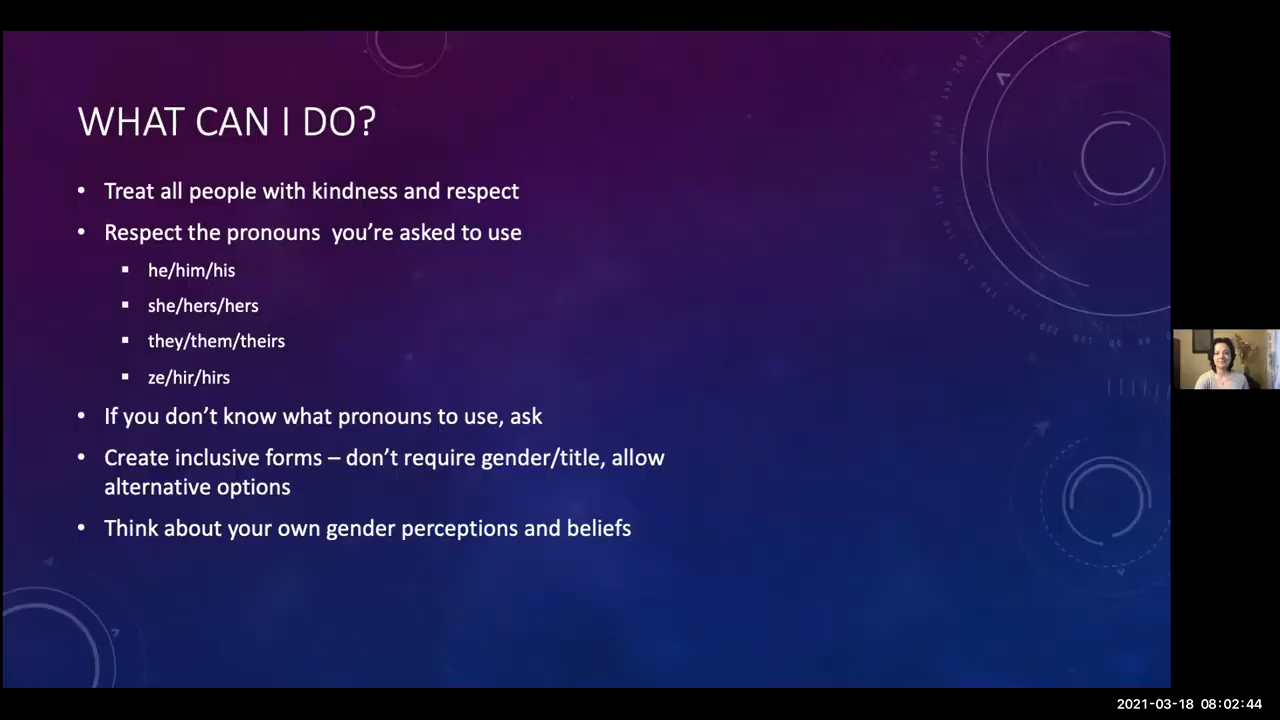 WHAT CAN I DO?
• Treat all people with kindness and respect
• Respect the pronouns  you’re asked to use
▪ he/him/his
▪ she/hers/hers
▪ they/them/theirs
▪ ze/hir/hirs
• If you don’t know what pronouns to use, ask
• Create inclusive forms – don’t require gender/title, allow
alternative options
• Think about your own gender perceptions and beliefs
2021-03-18 08:02:44